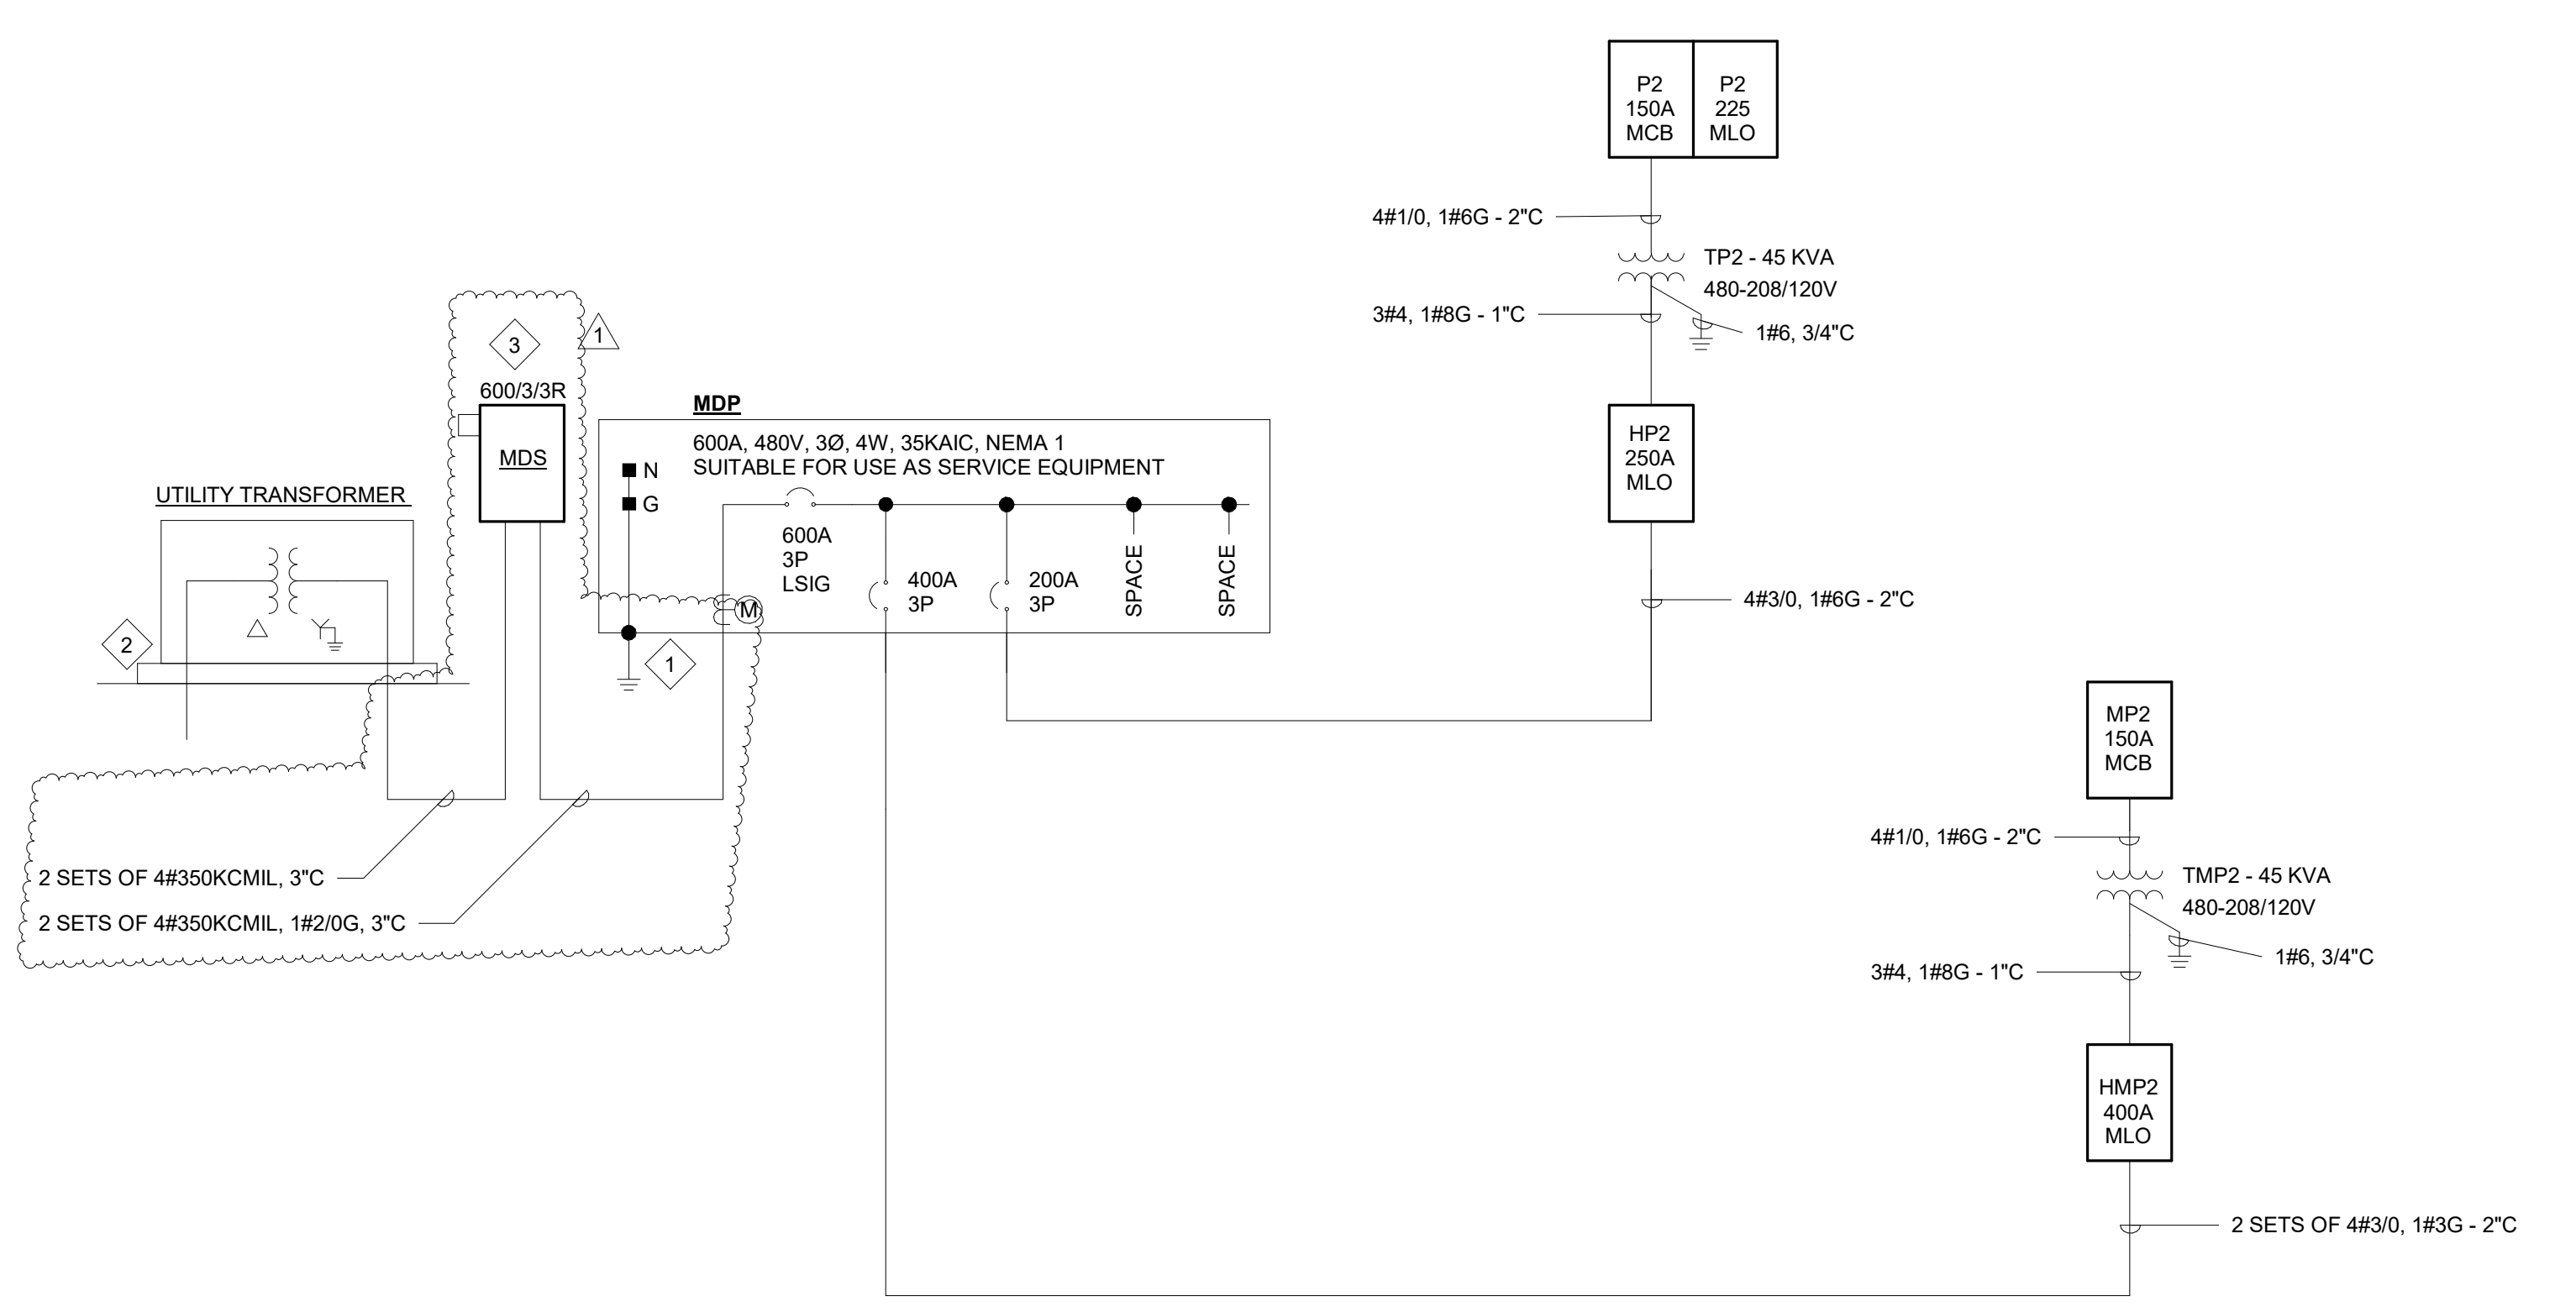 P2
150A
MCB
P2
225
MLO
4#1/0, 1#6G - 2"C
TP2 - 45 KVA
480-208/120V
3#4, 1#8G - 1"C
1#6, 3/4"C
3
1
600/3/3R
MDS
MDP
600A, 480V, 3Ø, 4W, 35KAIC, NEMA 1
SUITABLE FOR USE AS SERVICE EQUIPMENT
N
G
HP2
250A
MLO
UTILITY TRANSFORMER
600A
3P
LSIG
400A
3P
200A
3P
SPACE
SPACE
M
4#3/0, 1#6G - 2"C
2
1
MP2
150A
MCB
4#1/0, 1#6G - 2"C
2 SETS OF 4#350KCMIL, 3"C
2 SETS OF 4#350KCMIL, 1#2/0G, 3"C
TMP2 - 45 KVA
480-208/120V
1#6, 3/4"C
3#4, 1#8G - 1"C
HMP2
400A
MLO
2 SETS OF 4#3/0, 1#3G - 2"C